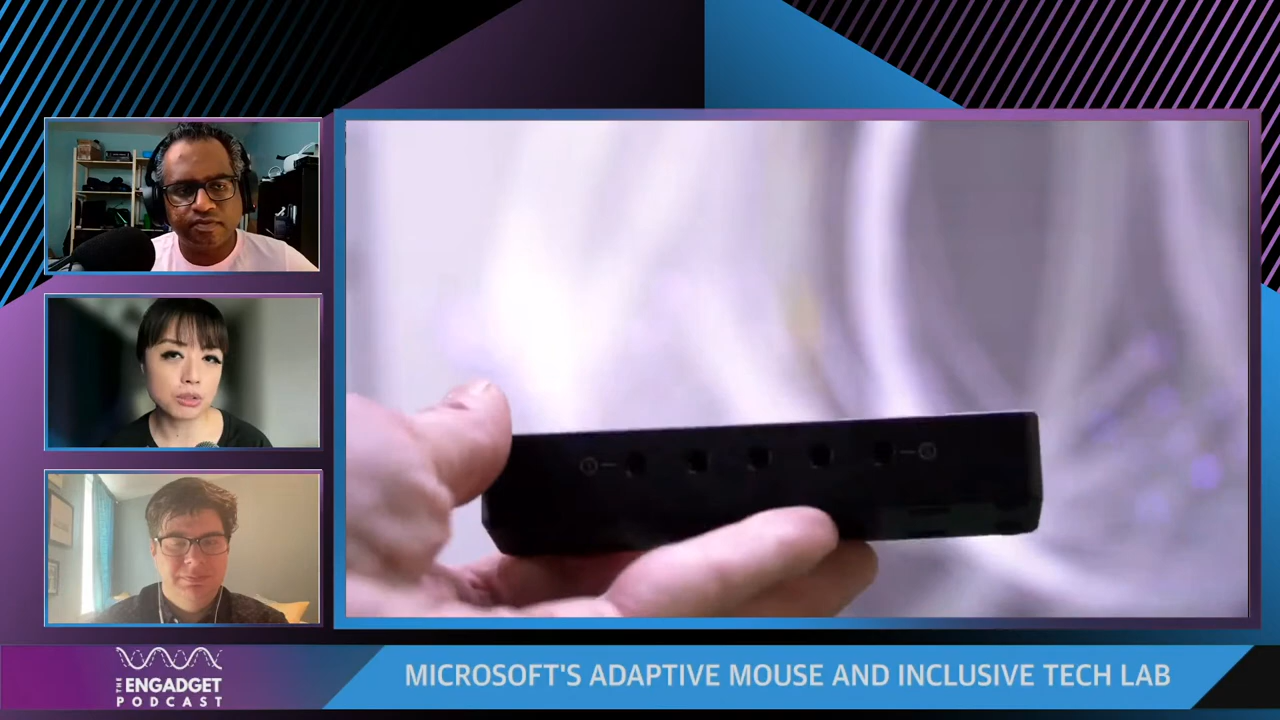 THE
ENGADGET
PODCAST
MICROSOFT'S ADAPTIVE MOUSE AND INCLUSIVE TECH LAB